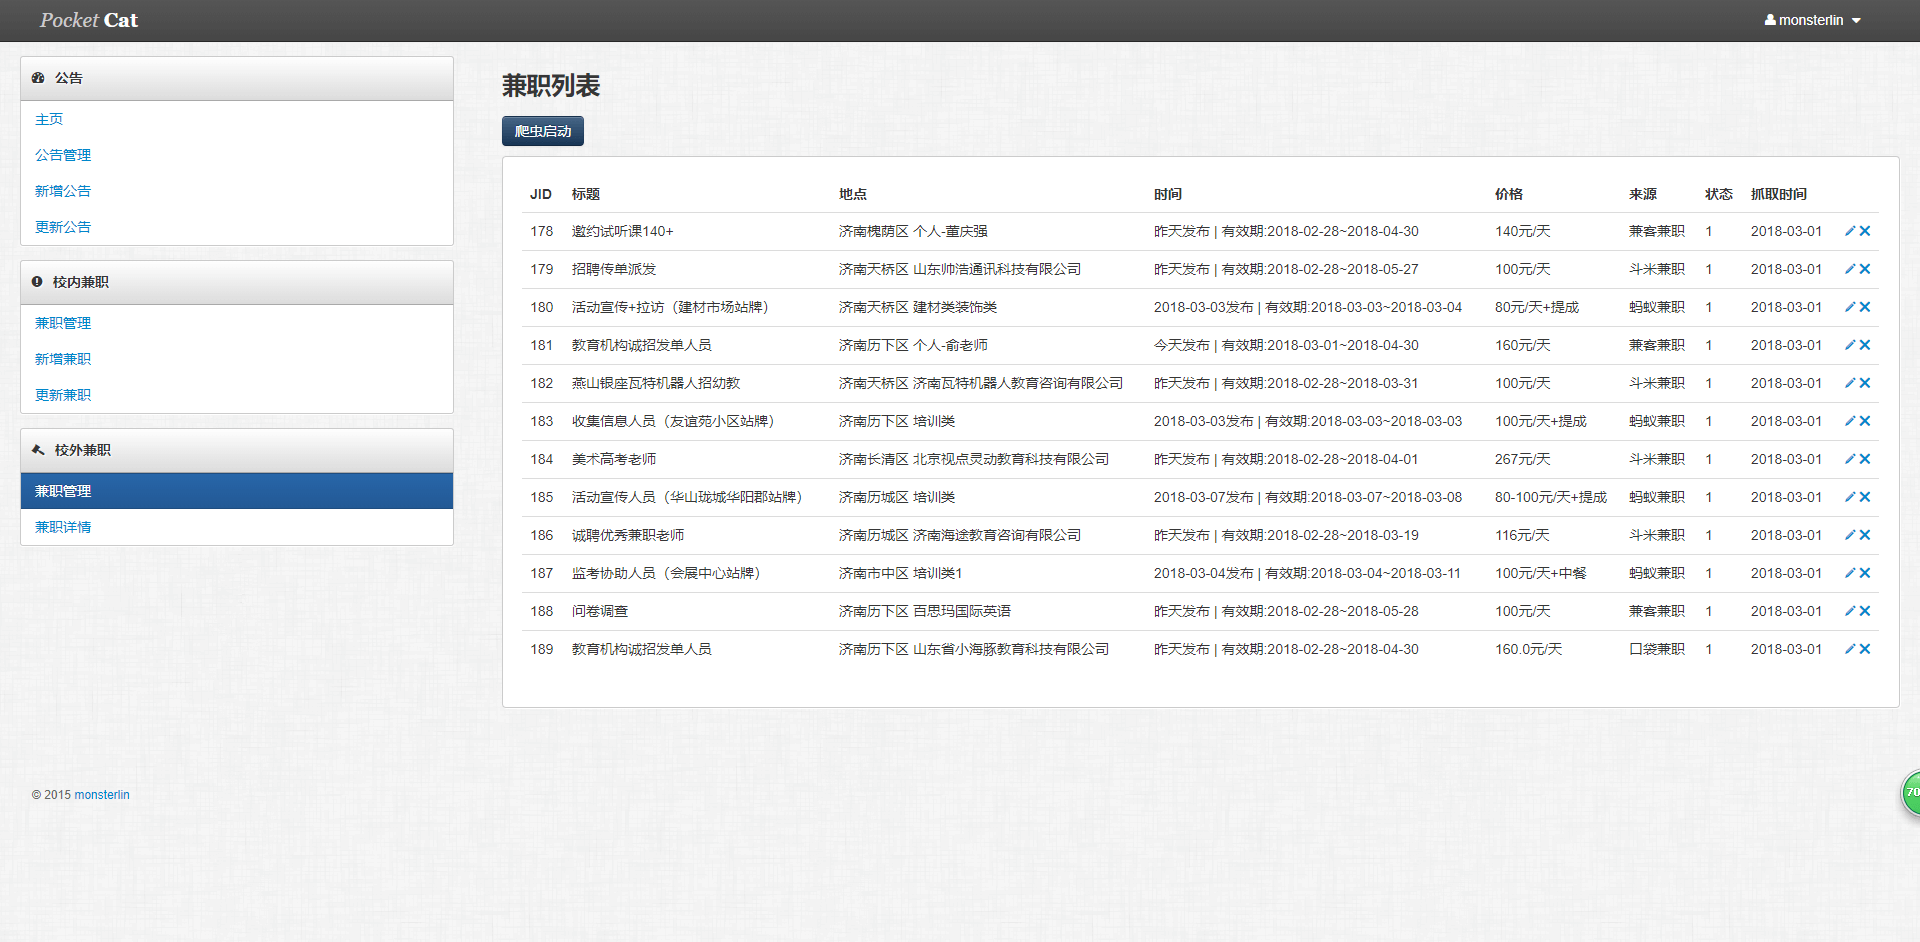 Pocket Cat
monsterlin
公告
主页
公告管理
新增公告
更新公告
校内兼职
兼职管理
新增兼职
更新兼职
校外兼职
兼职管理
兼职详情
兼职列表
爬虫启动
JID 标题 地点 时间 价格 来源 状态 抓取时间
178 邀约试听课140+ 济南槐荫区 个人-董庆强 昨天发布 | 有效期:2018-02-28~2018-04-30 140元/天 兼客兼职 1 2018-03-01
179 招聘传单派发 济南天桥区 山东帅浩通讯科技有限公司 昨天发布 | 有效期:2018-02-28~2018-05-27 100元/天 斗米兼职 1 2018-03-01
180 活动宣传+拉访（建材市场站牌） 济南天桥区 建材类装饰类 2018-03-03发布 | 有效期:2018-03-03~2018-03-04 80元/天+提成 蚂蚁兼职 1 2018-03-01
181 教育机构诚招发单人员 济南历下区 个人-俞老师 今天发布 | 有效期:2018-03-01~2018-04-30 160元/天 兼客兼职 1 2018-03-01
182 燕山银座瓦特机器人招幼教 济南天桥区 济南瓦特机器人教育咨询有限公司 昨天发布 | 有效期:2018-02-28~2018-03-31 100元/天 斗米兼职 1 2018-03-01
183 收集信息人员（友谊苑小区站牌） 济南历下区 培训类 2018-03-03发布 | 有效期:2018-03-03~2018-03-03 100元/天+提成 蚂蚁兼职 1 2018-03-01
184 美术高考老师 济南长清区 北京视点灵动教育科技有限公司 昨天发布 | 有效期:2018-02-28~2018-04-01 267元/天 斗米兼职 1 2018-03-01
185 活动宣传人员（华山珑城华阳郡站牌） 济南历城区 培训类 2018-03-07发布 | 有效期:2018-03-07~2018-03-08 80-100元/天+提成 蚂蚁兼职 1 2018-03-01
186 诚聘优秀兼职老师 济南历城区 济南海途教育咨询有限公司 昨天发布 | 有效期:2018-02-28~2018-03-19 116元/天 斗米兼职 1 2018-03-01
187 监考协助人员（会展中心站牌） 济南市中区 培训类1 2018-03-04发布 | 有效期:2018-03-04~2018-03-11 100元/天+中餐 蚂蚁兼职 1 2018-03-01
188 问卷调查 济南历下区 百思玛国际英语 昨天发布 | 有效期:2018-02-28~2018-05-28 100元/天 兼客兼职 1 2018-03-01
189 教育机构诚招发单人员 济南历下区 山东省小海豚教育科技有限公司 昨天发布 | 有效期:2018-02-28~2018-04-30 160.0元/天 口袋兼职 1 2018-03-01
70
© 2015 monsterlin